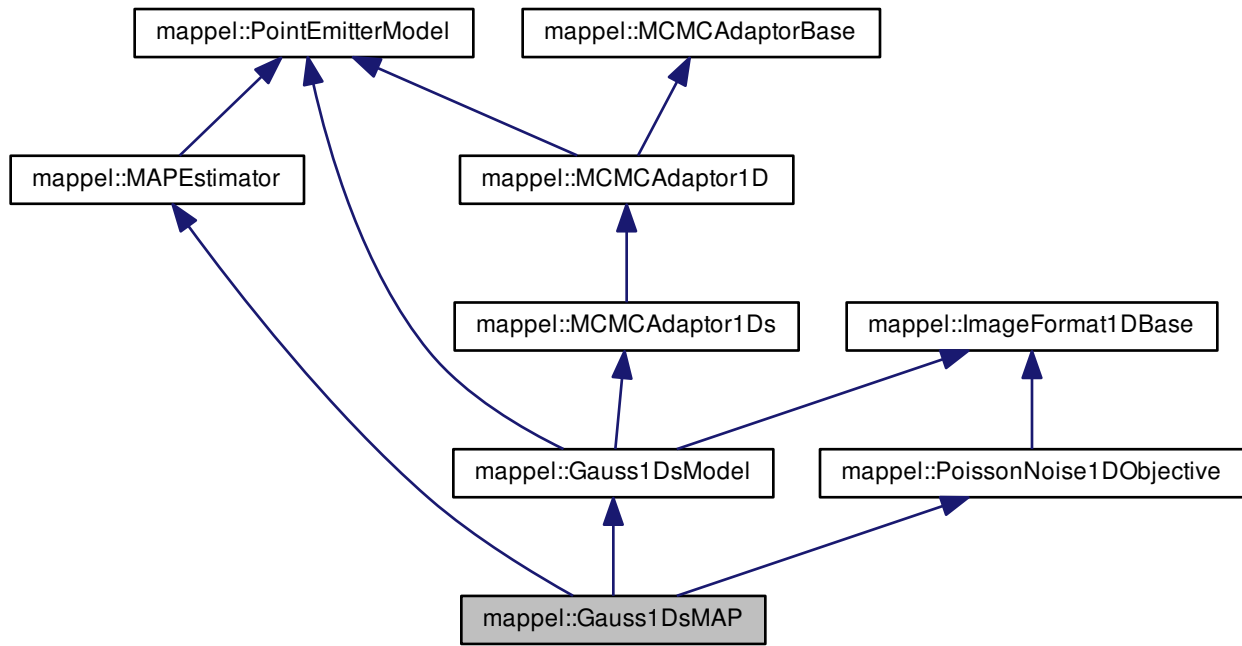 mappel::PointEmitterModel
mappel::MCMCAdaptorBase
mappel::MAPEstimator
mappel::MCMCAdaptor1D
mappel::MCMCAdaptor1Ds
mappel::ImageFormat1DBase
mappel::Gauss1DsModel
mappel::PoissonNoise1DObjective
mappel::Gauss1DsMAP